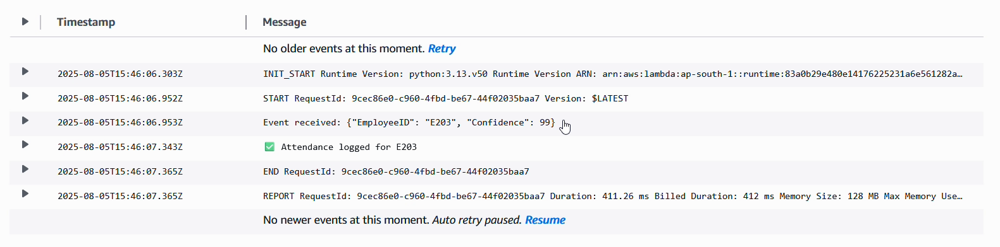 Timestamp Message
No older events at this moment. Retry
2025-08-05T15:46:06.303Z INIT_START Runtime Version: python:3.13.v50 Runtime Version ARN: arn:aws:lambda:ap-south-1::runtime:83a0b29e480e14176225231a6e561282a…
2025-08-05T15:46:06.952Z START RequestId: 9cec86e0-c960-4fbd-be67-44f02035baa7 Version: $LATEST
2025-08-05T15:46:06.953Z Event received: {"EmployeeID": "E203", "Confidence": 99}
2025-08-05T15:46:07.343Z ✅ Attendance logged for E203
2025-08-05T15:46:07.365Z END RequestId: 9cec86e0-c960-4fbd-be67-44f02035baa7
2025-08-05T15:46:07.365Z REPORT RequestId: 9cec86e0-c960-4fbd-be67-44f02035baa7 Duration: 411.26 ms Billed Duration: 412 ms Memory Size: 128 MB Max Memory Use…
No newer events at this moment. Auto retry paused. Resume